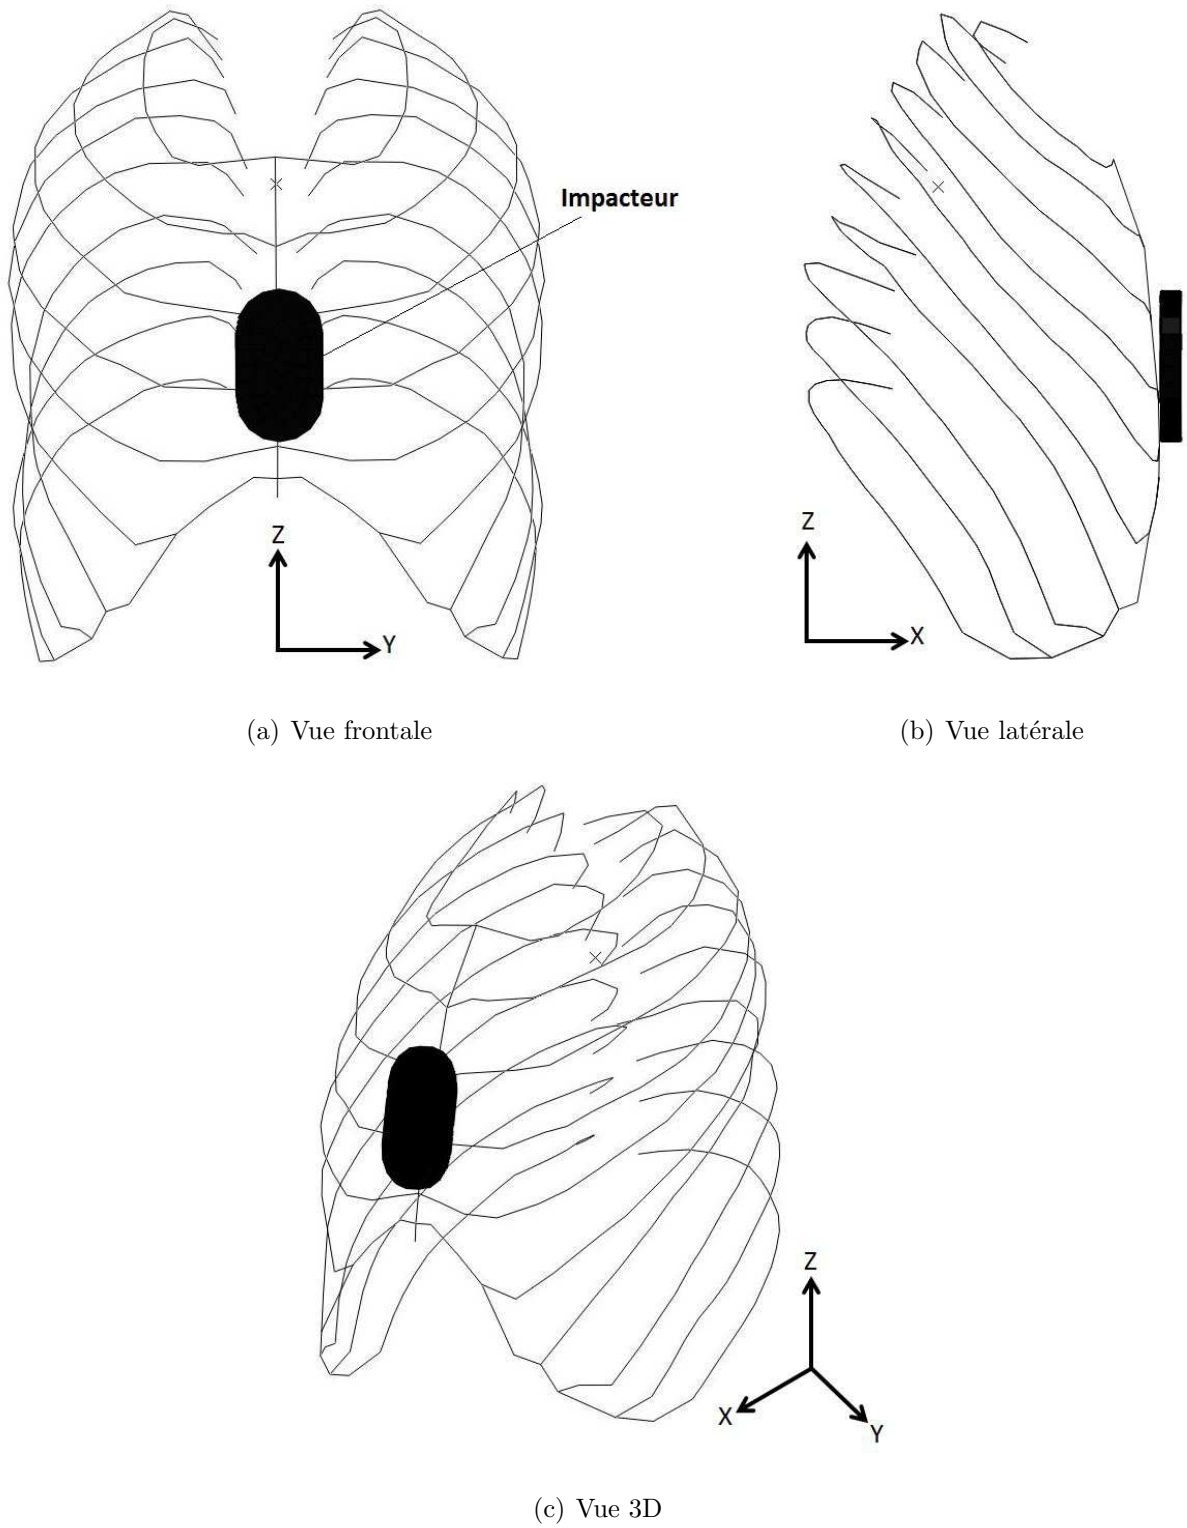 Impacteur
Z
Y
Z
X
(a) Vue frontale
(b) Vue latérale
Z
X
Y
(c) Vue 3D